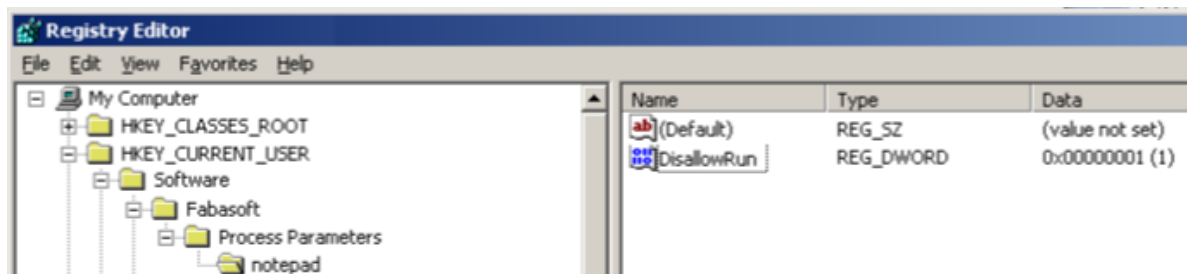 Registry Editor
File Edit View Favorites Help
My Computer
HKEY_CLASSES_ROOT
HKEY_CURRENT_USER
Software
Fabasoft
Process Parameters
notepad
Name Type Data
(Default) REG_SZ (value not set)
DisallowRun REG_DWORD 0x00000001 (1)